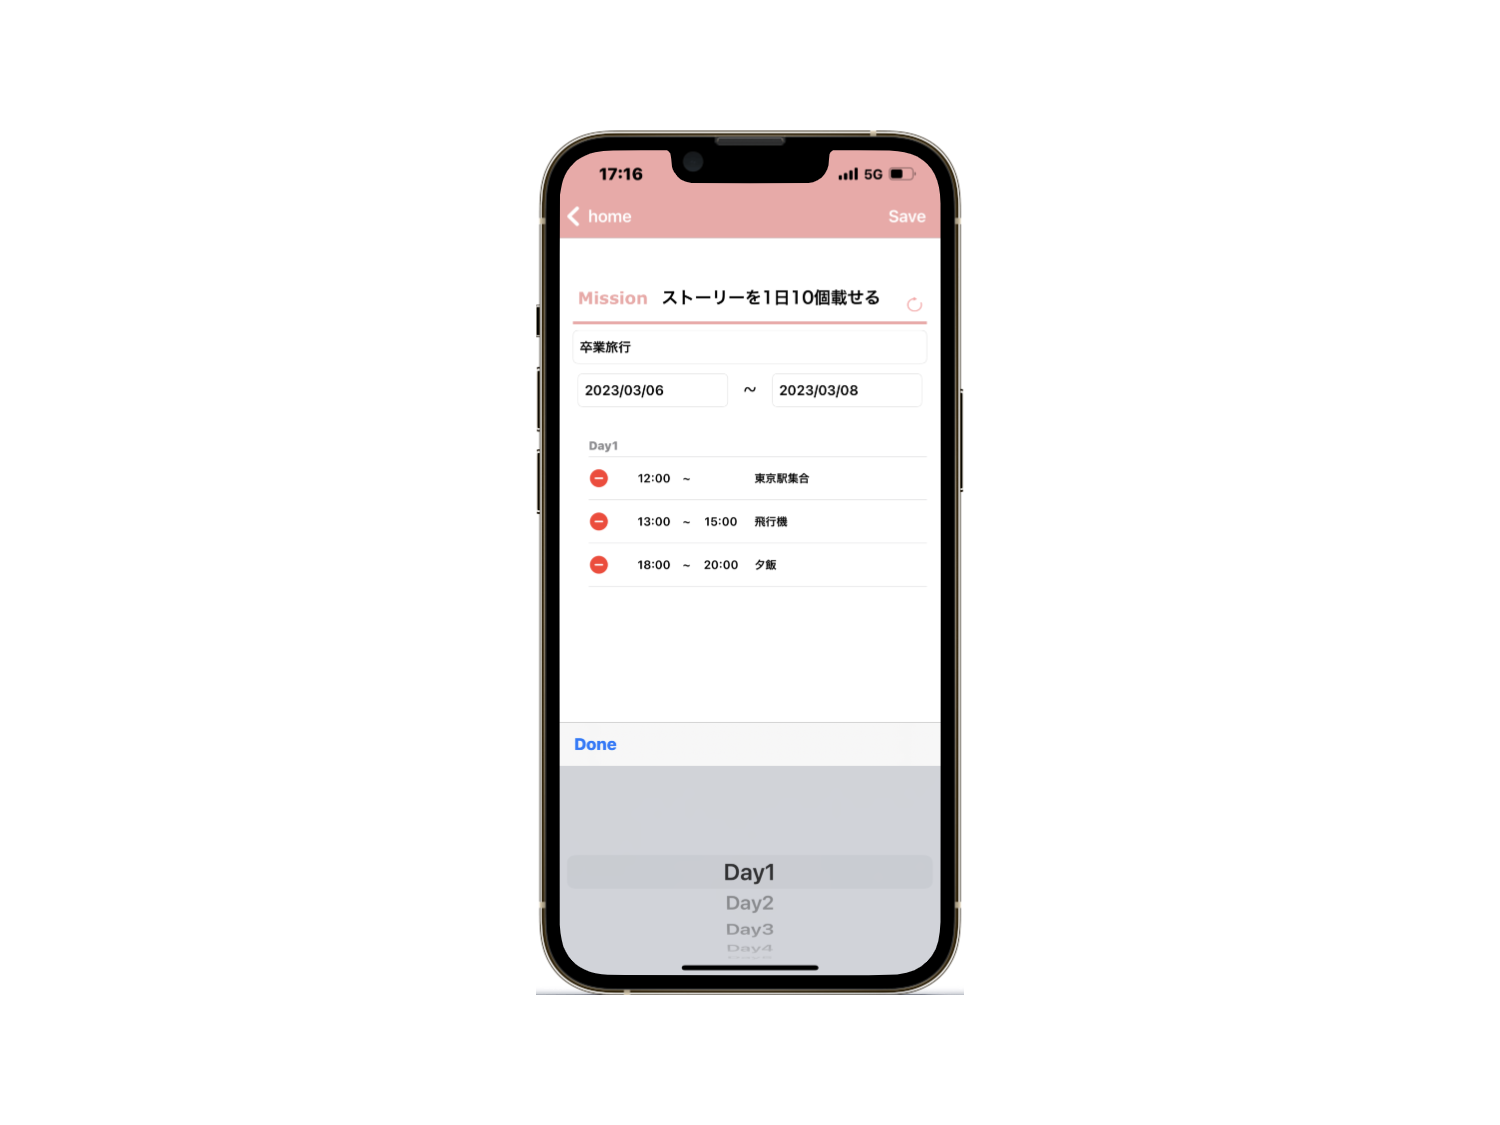 17:16 5G
home Save
Mission ストーリーを1日10個載せる
卒業旅行
2023/03/06 ~ 2023/03/08
Day1
12:00 ~ 東京駅集合
13:00 ~ 15:00 飛行機
18:00 ~ 20:00 夕飯
Done
Day1
Day2
Day3
Day4